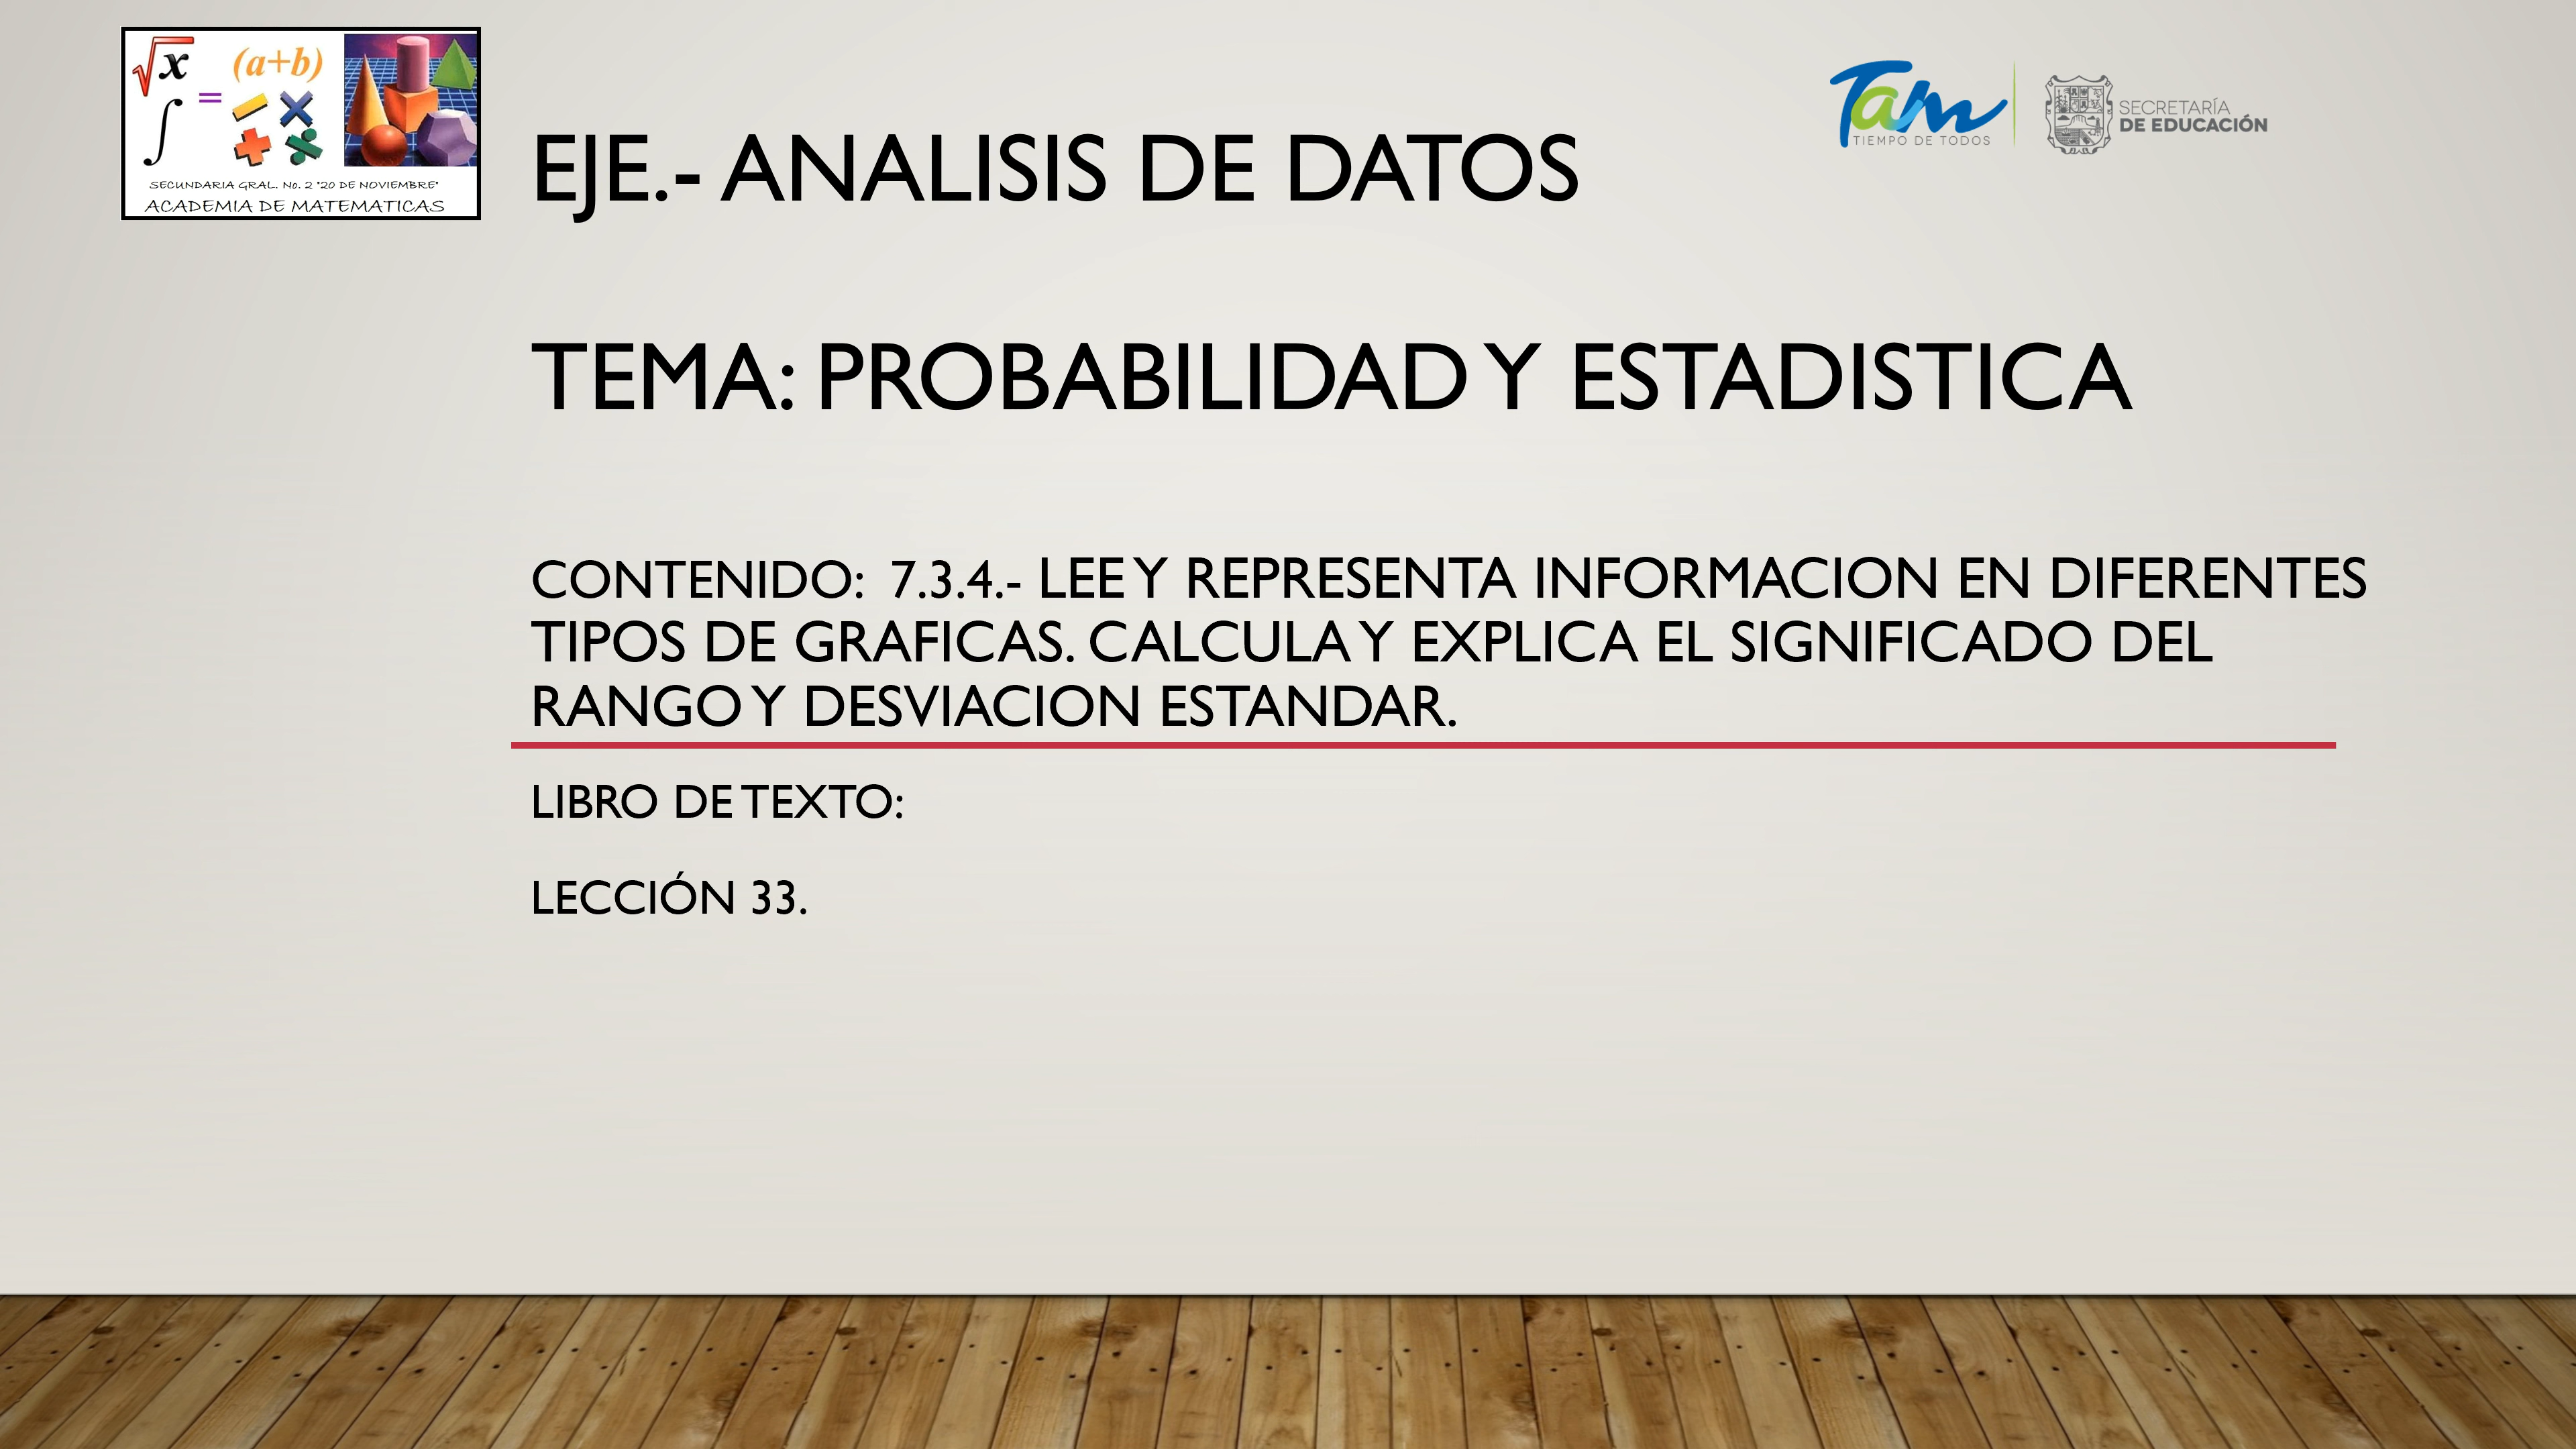 √x
(a+b)
∫
=
SECUNDARIA GRAL. No. 2 "20 DE NOVIEMBRE"
ACADEMIA DE MATEMATICAS
Tam
TIEMPO DE TODOS
SECRETARÍA
DE EDUCACIÓN
EJE.- ANALISIS DE DATOS
TEMA: PROBABILIDAD Y ESTADISTICA
CONTENIDO: 7.3.4.- LEE Y REPRESENTA INFORMACION EN DIFERENTES
TIPOS DE GRAFICAS. CALCULA Y EXPLICA EL SIGNIFICADO DEL
RANGO Y DESVIACION ESTANDAR.
LIBRO DE TEXTO:
LECCIÓN 33.